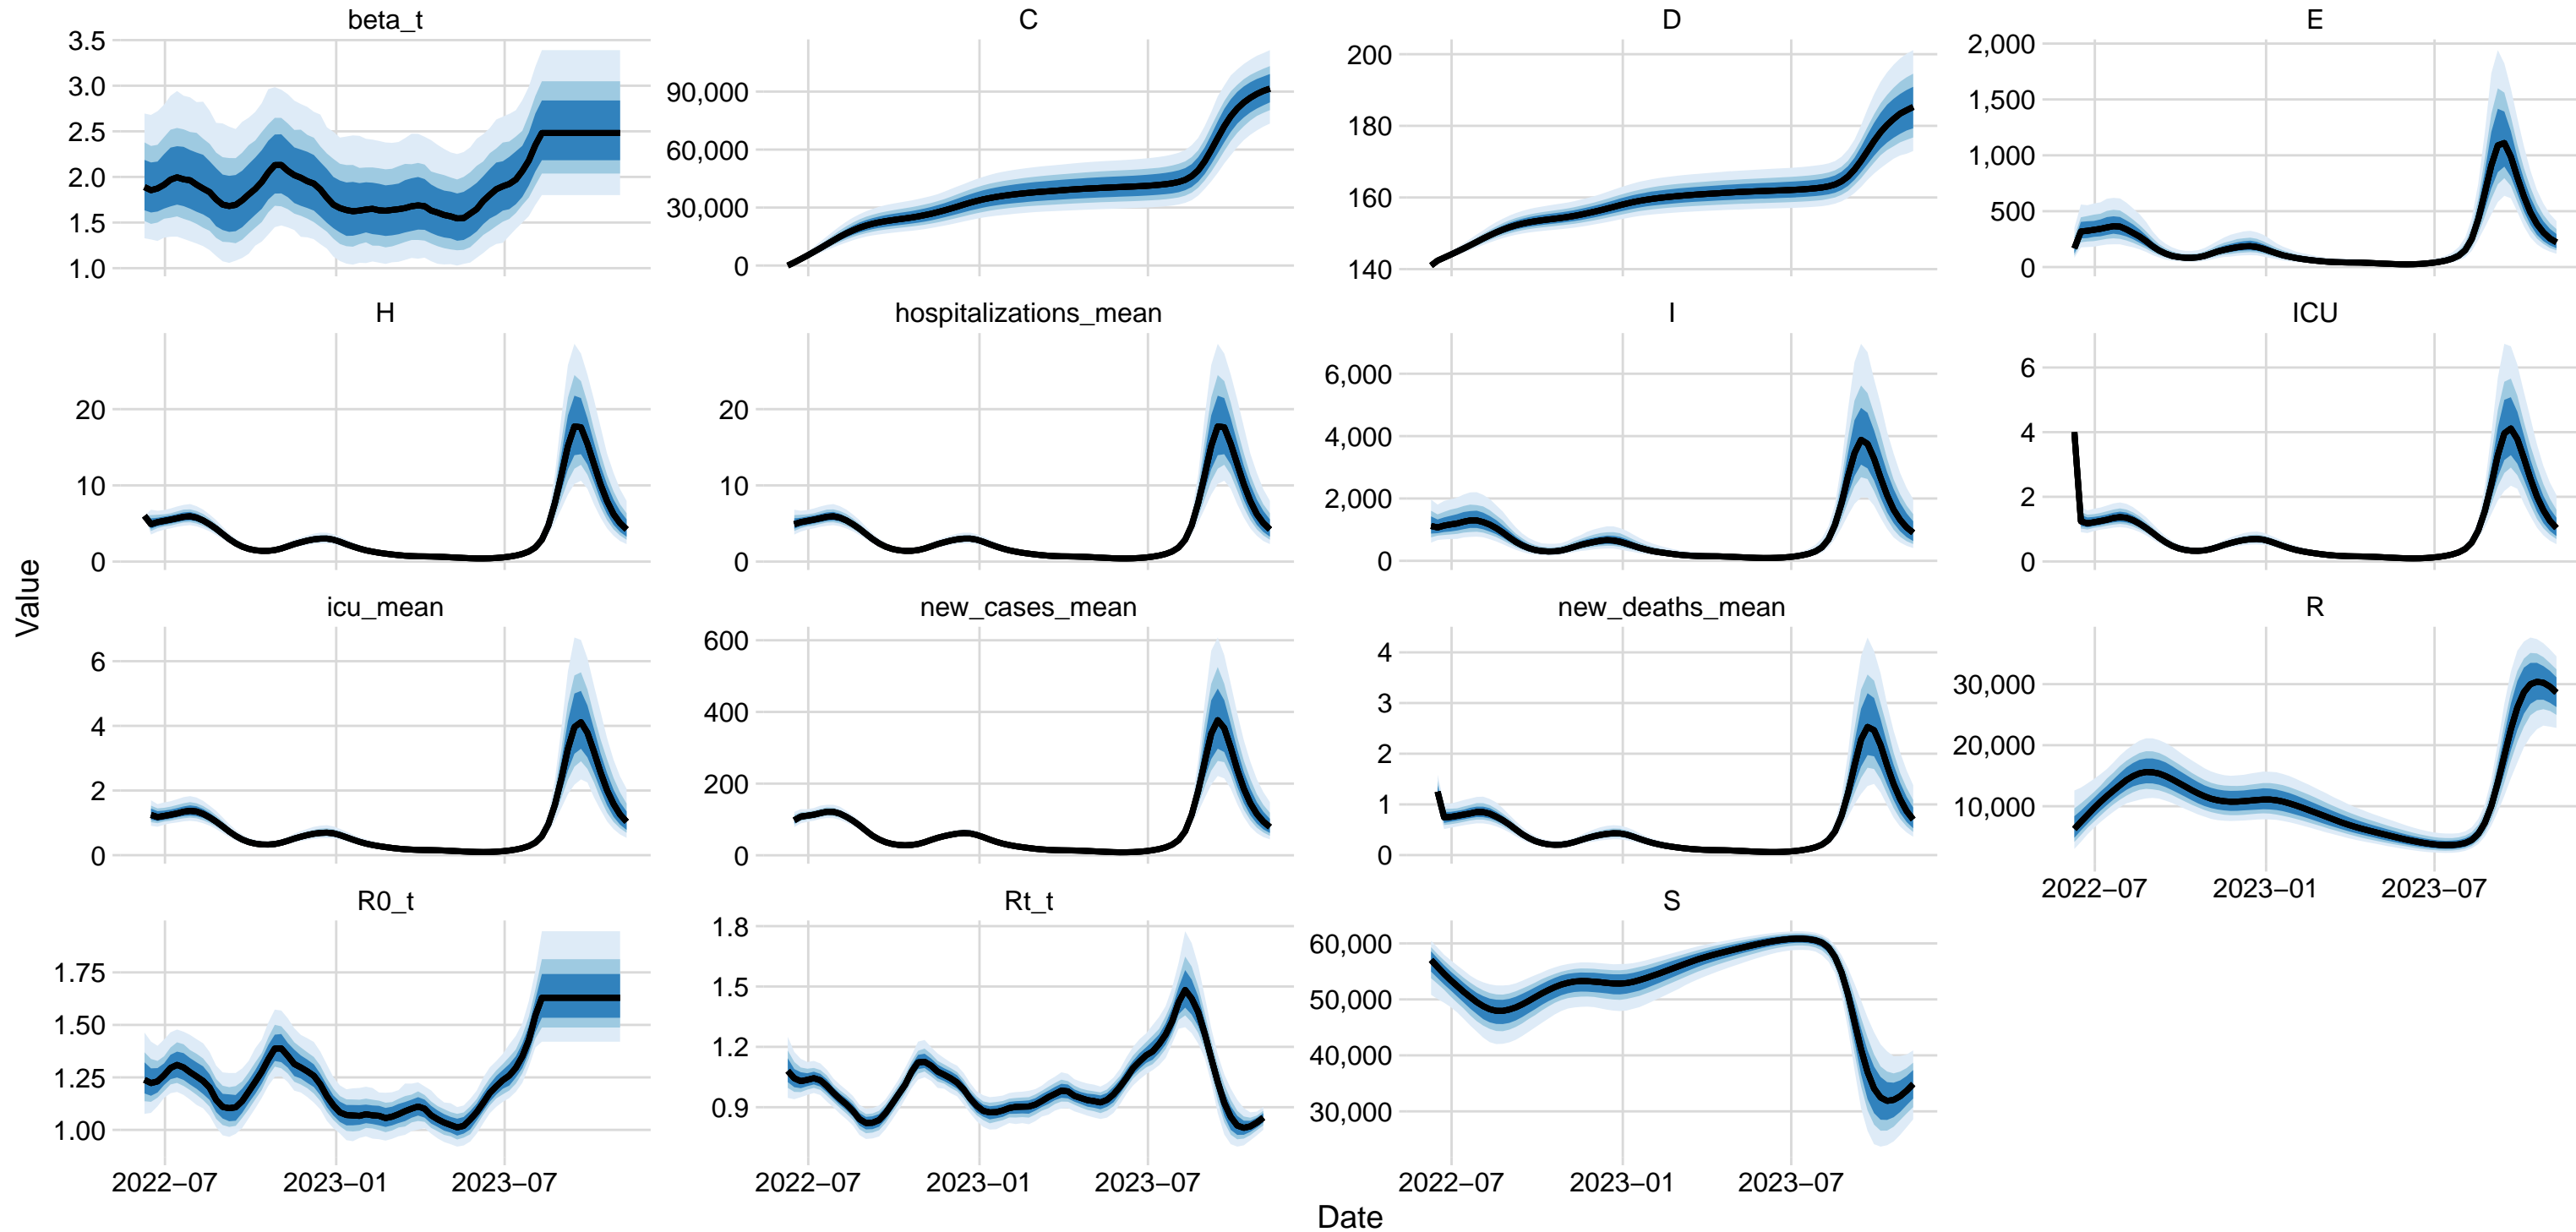 beta_t
C
D
E
3.5
3.0
2.5
2.0
1.5
1.0
90,000
60,000
30,000
0
200
180
160
140
2,000
1,500
1,000
500
0
H
hospitalizations_mean
I
ICU
20
10
0
20
10
0
6,000
4,000
2,000
0
6
4
2
0
Value
icu_mean
new_cases_mean
new_deaths_mean
R
6
4
2
0
600
400
200
0
4
3
2
1
0
30,000
20,000
10,000
2022−07 2023−01 2023−07
R0_t
Rt_t
S
1.75
1.50
1.25
1.00
1.8
1.5
1.2
0.9
60,000
50,000
40,000
30,000
2022−07 2023−01 2023−07
2022−07 2023−01 2023−07
2022−07 2023−01 2023−07
Date